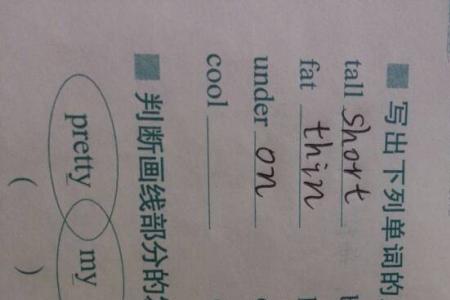 写出下列单词的
tall short
fat thin
under on
cool
判断画线部分的
pretty my
( )